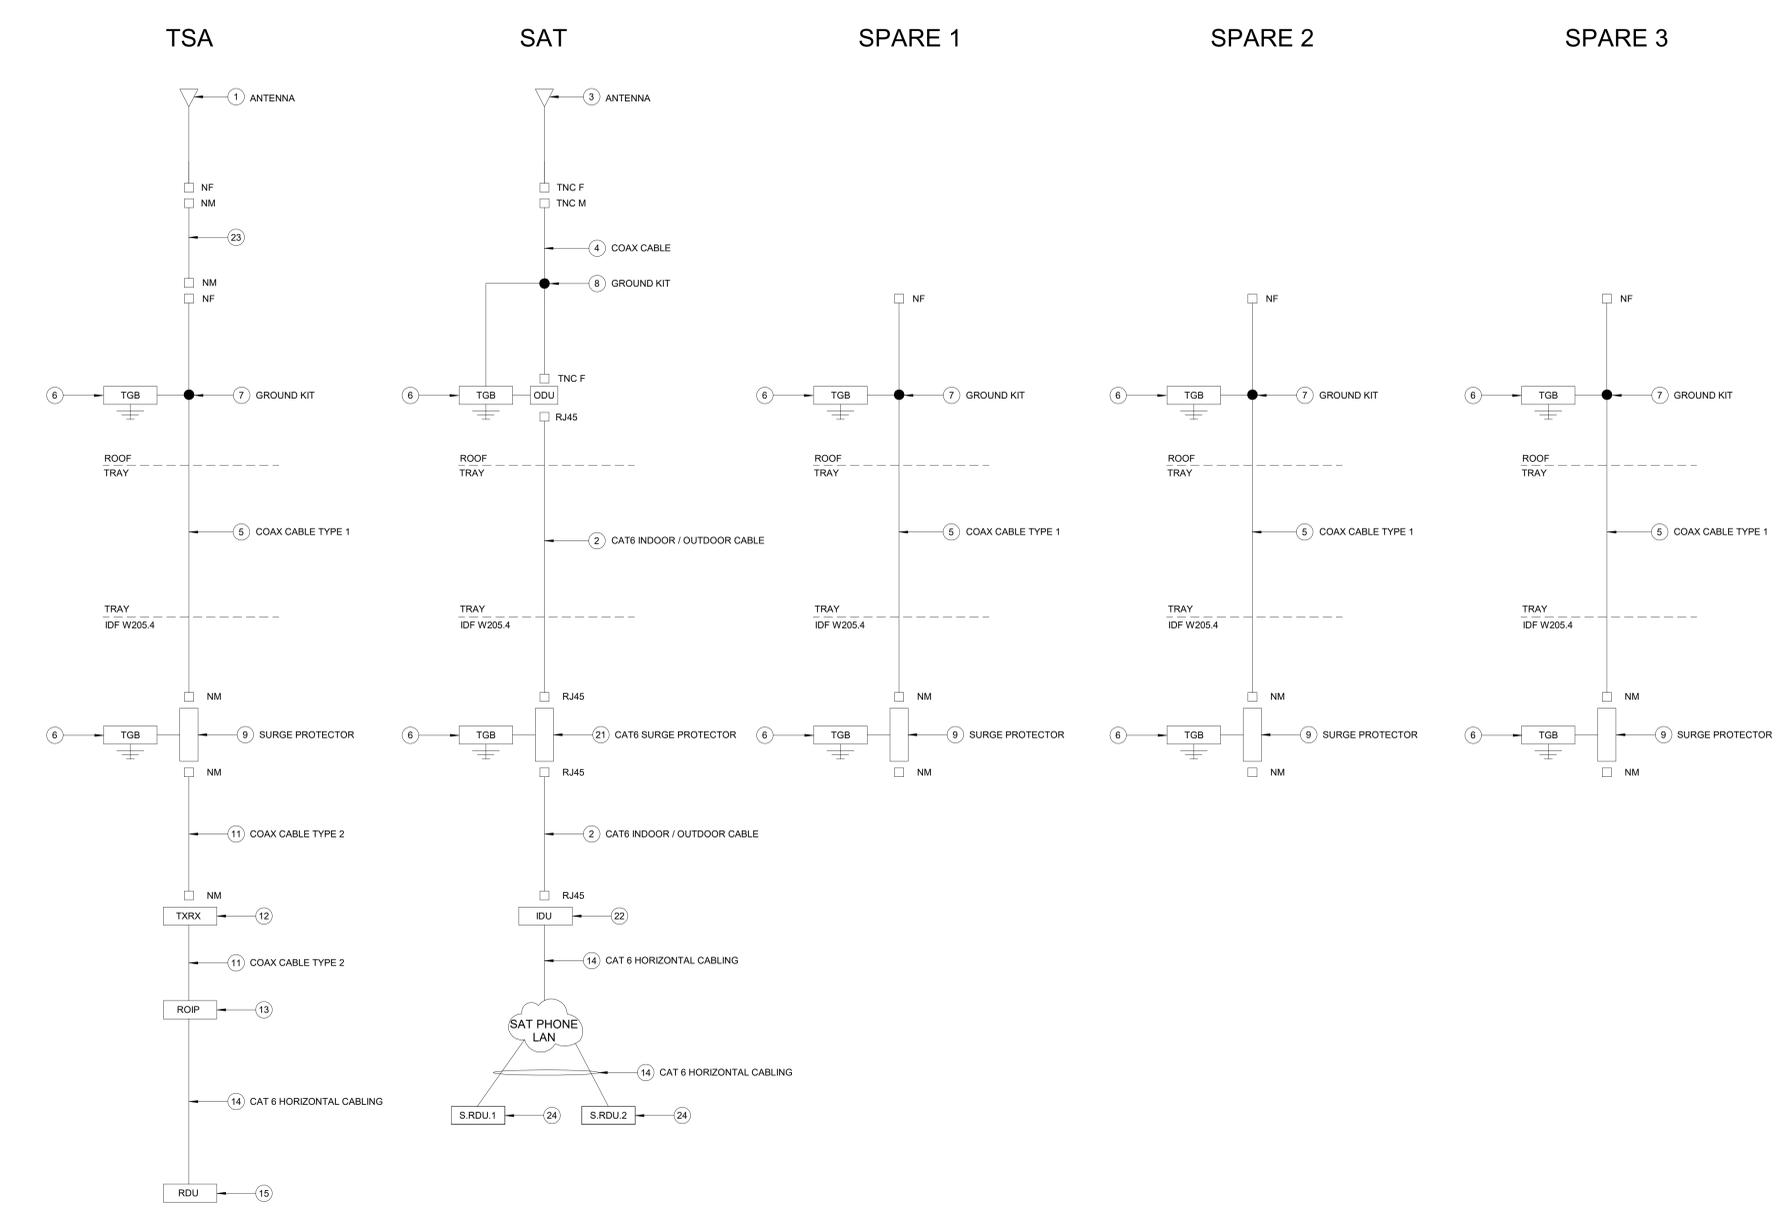 TSA
SAT
SPARE 1
SPARE 2
SPARE 3
1 ANTENNA
3 ANTENNA
NF
NM
TNC F
TNC M
23
4 COAX CABLE
NM
NF
8 GROUND KIT
NF
NF
NF
TNC F
6 TGB 7 GROUND KIT
6 TGB ODU
6 TGB 7 GROUND KIT
6 TGB 7 GROUND KIT
6 TGB 7 GROUND KIT
RJ45
ROOF
TRAY
ROOF
TRAY
ROOF
TRAY
ROOF
TRAY
ROOF
TRAY
5 COAX CABLE TYPE 1
2 CAT6 INDOOR / OUTDOOR CABLE
5 COAX CABLE TYPE 1
5 COAX CABLE TYPE 1
5 COAX CABLE TYPE 1
TRAY
IDF W205.4
TRAY
IDF W205.4
TRAY
IDF W205.4
TRAY
IDF W205.4
TRAY
IDF W205.4
NM
RJ45
NM
NM
NM
6 TGB 9 SURGE PROTECTOR
6 TGB 21 CAT6 SURGE PROTECTOR
6 TGB 9 SURGE PROTECTOR
6 TGB 9 SURGE PROTECTOR
6 TGB 9 SURGE PROTECTOR
NM
RJ45
NM
NM
NM
11 COAX CABLE TYPE 2
2 CAT6 INDOOR / OUTDOOR CABLE
NM
RJ45
TXRX 12
IDU 22
11 COAX CABLE TYPE 2
14 CAT 6 HORIZONTAL CABLING
ROIP 13
SAT PHONE
LAN
14 CAT 6 HORIZONTAL CABLING
14 CAT 6 HORIZONTAL CABLING
S.RDU.1 24
S.RDU.2 24
RDU 15